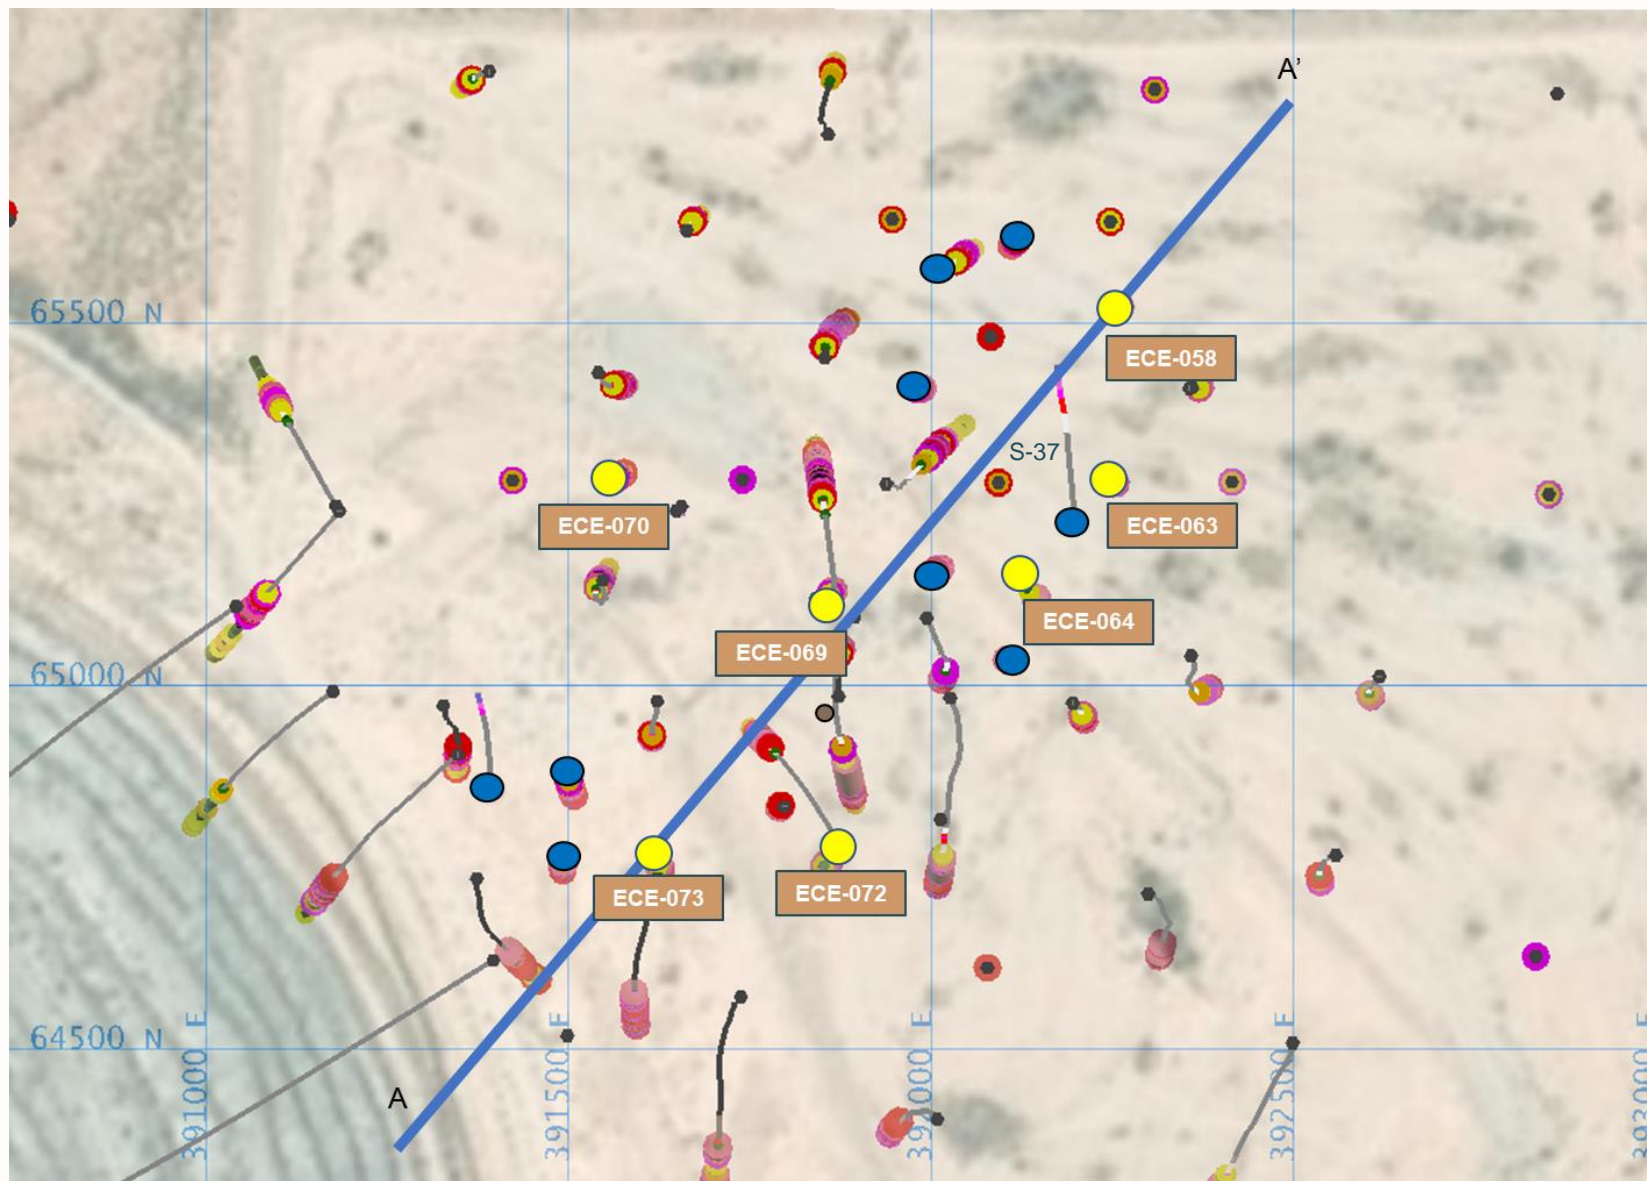 A’
65500 N
ECE-058
S-37
ECE-070
ECE-063
ECE-064
ECE-069
65000 N
ECE-073
ECE-072
64500 N
A
391000 E
391500 E
392000 E
392500 E
393000 E